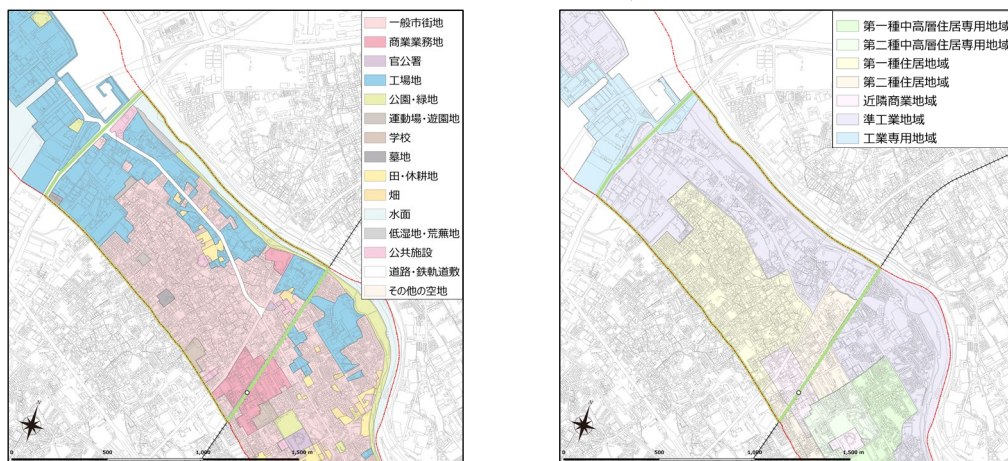 一般市街地
商業業務地
官公署
工場地
公園・緑地
運動場・遊園地
学校
墓地
田・休耕地
畑
水面
低湿地・荒蕪地
公共施設
道路・鉄軌道敷
その他の空地
0 500 1,000 1,500 m
第一種中高層住居専用地域
第二種中高層住居専用地域
第一種住居地域
第二種住居地域
近隣商業地域
準工業地域
工業専用地域
0 500 1,000 1,500 m